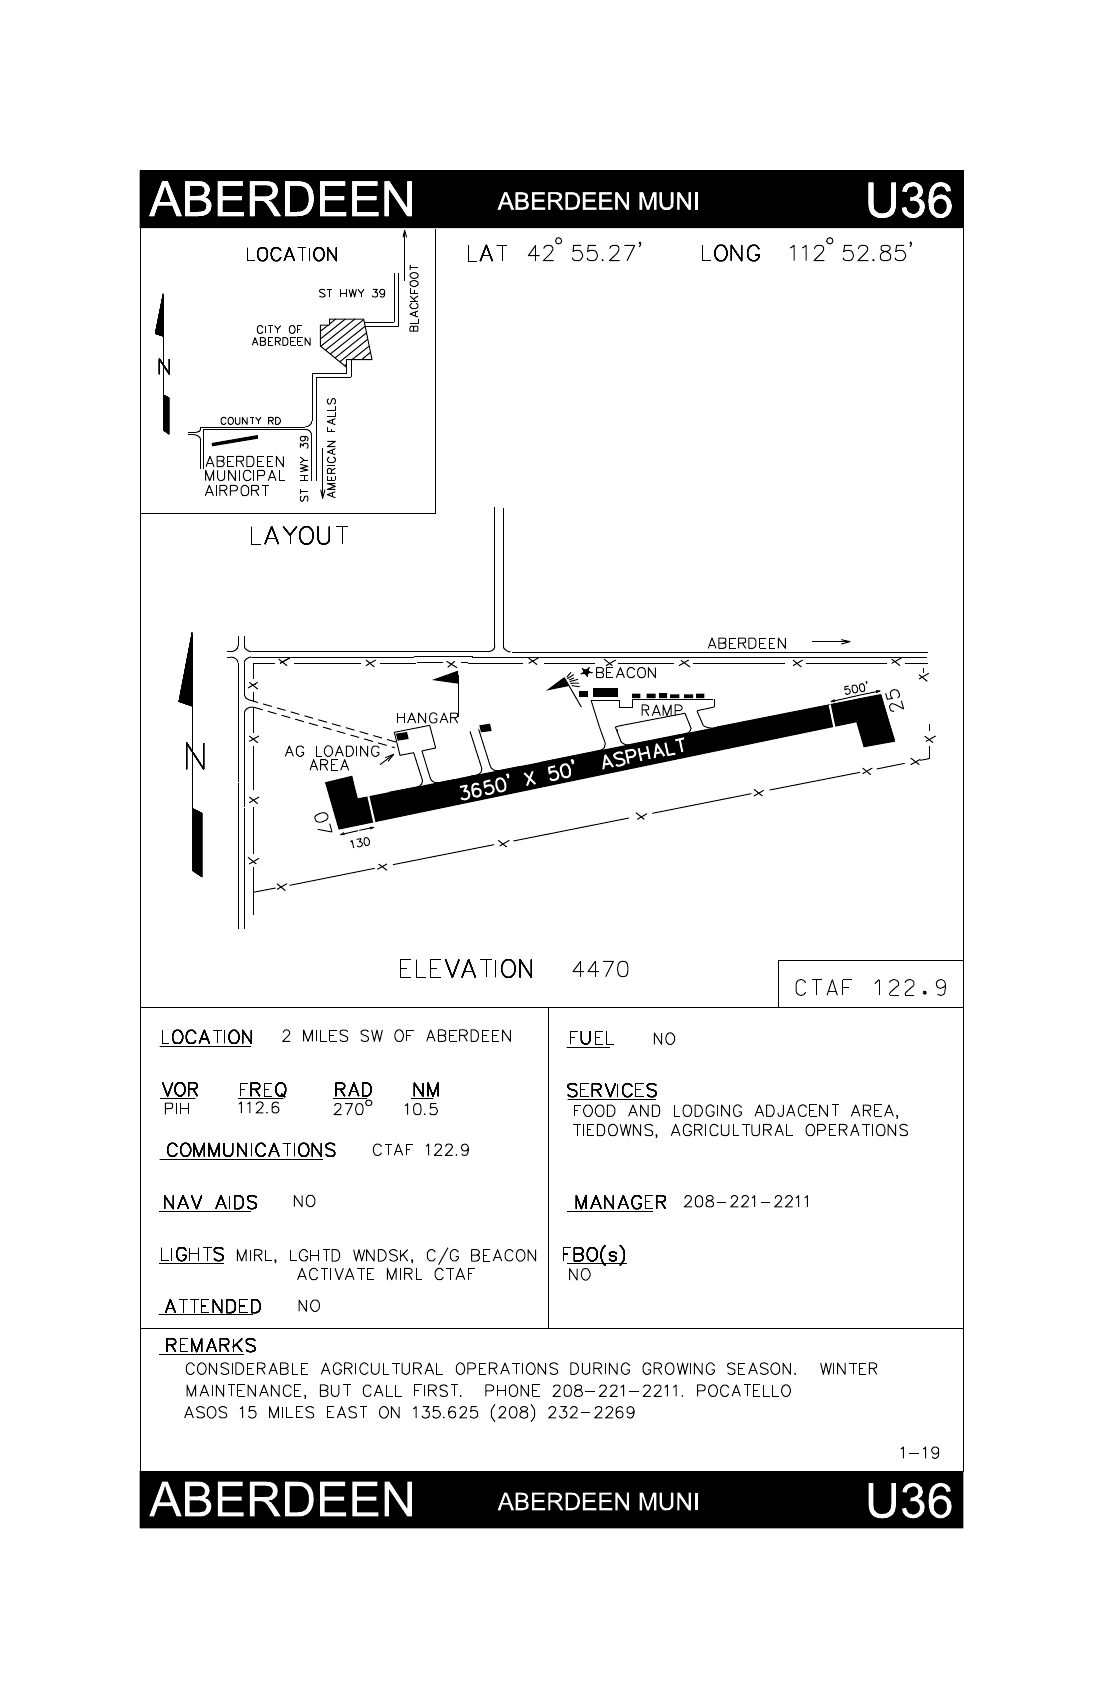 ABERDEEN ABERDEEN MUNI U36
LOCATION
LAT 42° 55.27' LONG 112° 52.85'
BLACKFOOT
ST HWY 39
CITY OF
ABERDEEN
N
COUNTY RD
AMERICAN FALLS
ST HWY 39
ABERDEEN
MUNICIPAL
AIRPORT
LAYOUT
ABERDEEN
BEACON
500'
25
RAMP
HANGAR
N
AG LOADING
AREA
3650' X 50' ASPHALT
07
130
ELEVATION 4470
CTAF 122.9
LOCATION 2 MILES SW OF ABERDEEN
VOR FREQ RAD NM
PIH 112.6 270° 10.5
COMMUNICATIONS CTAF 122.9
NAV AIDS NO
LIGHTS MIRL, LGHTD WNDSK, C/G BEACON
ACTIVATE MIRL CTAF
ATTENDED NO
FUEL NO
SERVICES
FOOD AND LODGING ADJACENT AREA,
TIEDOWNS, AGRICULTURAL OPERATIONS
MANAGER 208-221-2211
FBO(s)
NO
REMARKS
CONSIDERABLE AGRICULTURAL OPERATIONS DURING GROWING SEASON. WINTER
MAINTENANCE, BUT CALL FIRST. PHONE 208-221-2211. POCATELLO
ASOS 15 MILES EAST ON 135.625 (208) 232-2269
1-19
ABERDEEN ABERDEEN MUNI U36